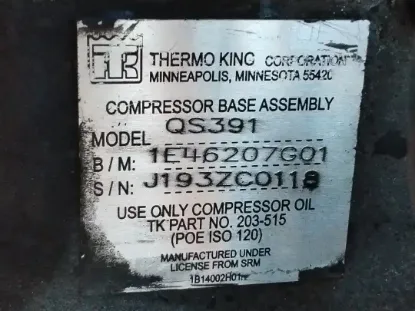 THERMO KING CORPORATION
MINNEAPOLIS, MINNESOTA 55420
COMPRESSOR BASE ASSEMBLY
MODEL QS391
B/M: 1E46207G01
S/N: J193ZC0118
USE ONLY COMPRESSOR OIL
TK PART NO. 203-515
(POE ISO 120)
MANUFACTURED UNDER
LICENSE FROM SRM
1B14002H01